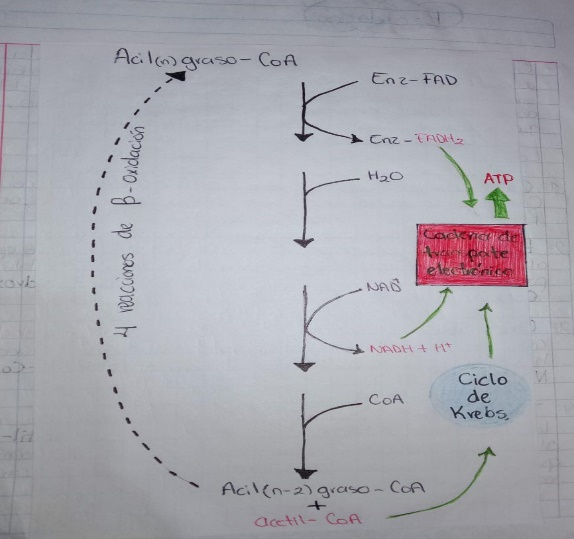 Acil(n) graso - CoA
Enz-FAD
Enz - FADH2
H2O
ATP
Cadena de
transporte
electrónico
4 reacciones de β-oxidación
NAD+
NADH + H+
Ciclo
de
Krebs
CoA
Acil(n-2) graso - CoA
+
acetil - CoA